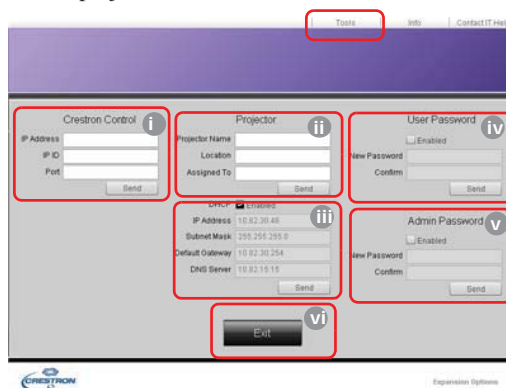 Tools Info Contact IT Hel
Crestron Control i
IP Address
IP ID
Port
Send
Projector ii
Projector Name
Location
Assigned To
Send
User Password iv
Enabled
New Password
Confirm
Send
DHCP Enabled
iii
IP Address 10.82.30.46
Subnet Mask 255.255.255.0
Default Gateway 10.82.30.254
DNS Server 10.82.15.15
Send
Admin Password v
Enabled
New Password
Confirm
Send
vi
Exit
CRESTRON
Expansion Options